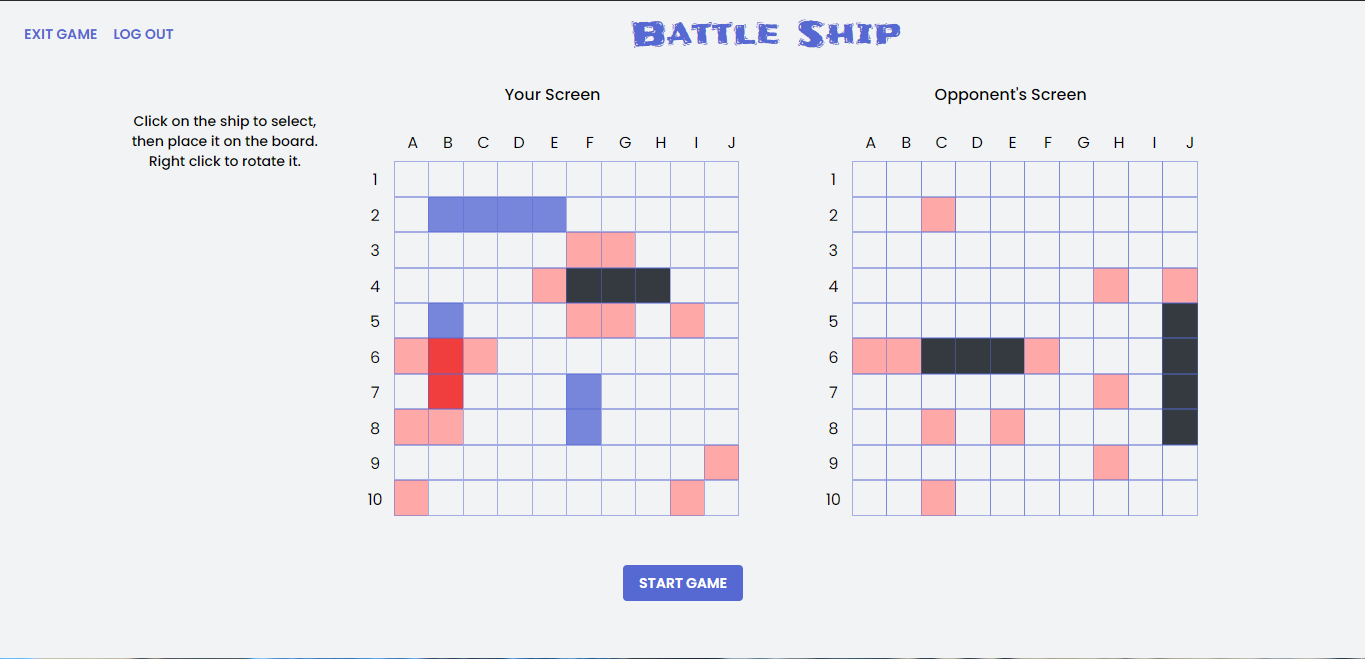 EXIT GAME LOG OUT
Battle Ship
Your Screen
Opponent's Screen
Click on the ship to select,
then place it on the board.
Right click to rotate it.
A B C D E F G H I J
1
2
3
4
5
6
7
8
9
10
A B C D E F G H I J
1
2
3
4
5
6
7
8
9
10
START GAME